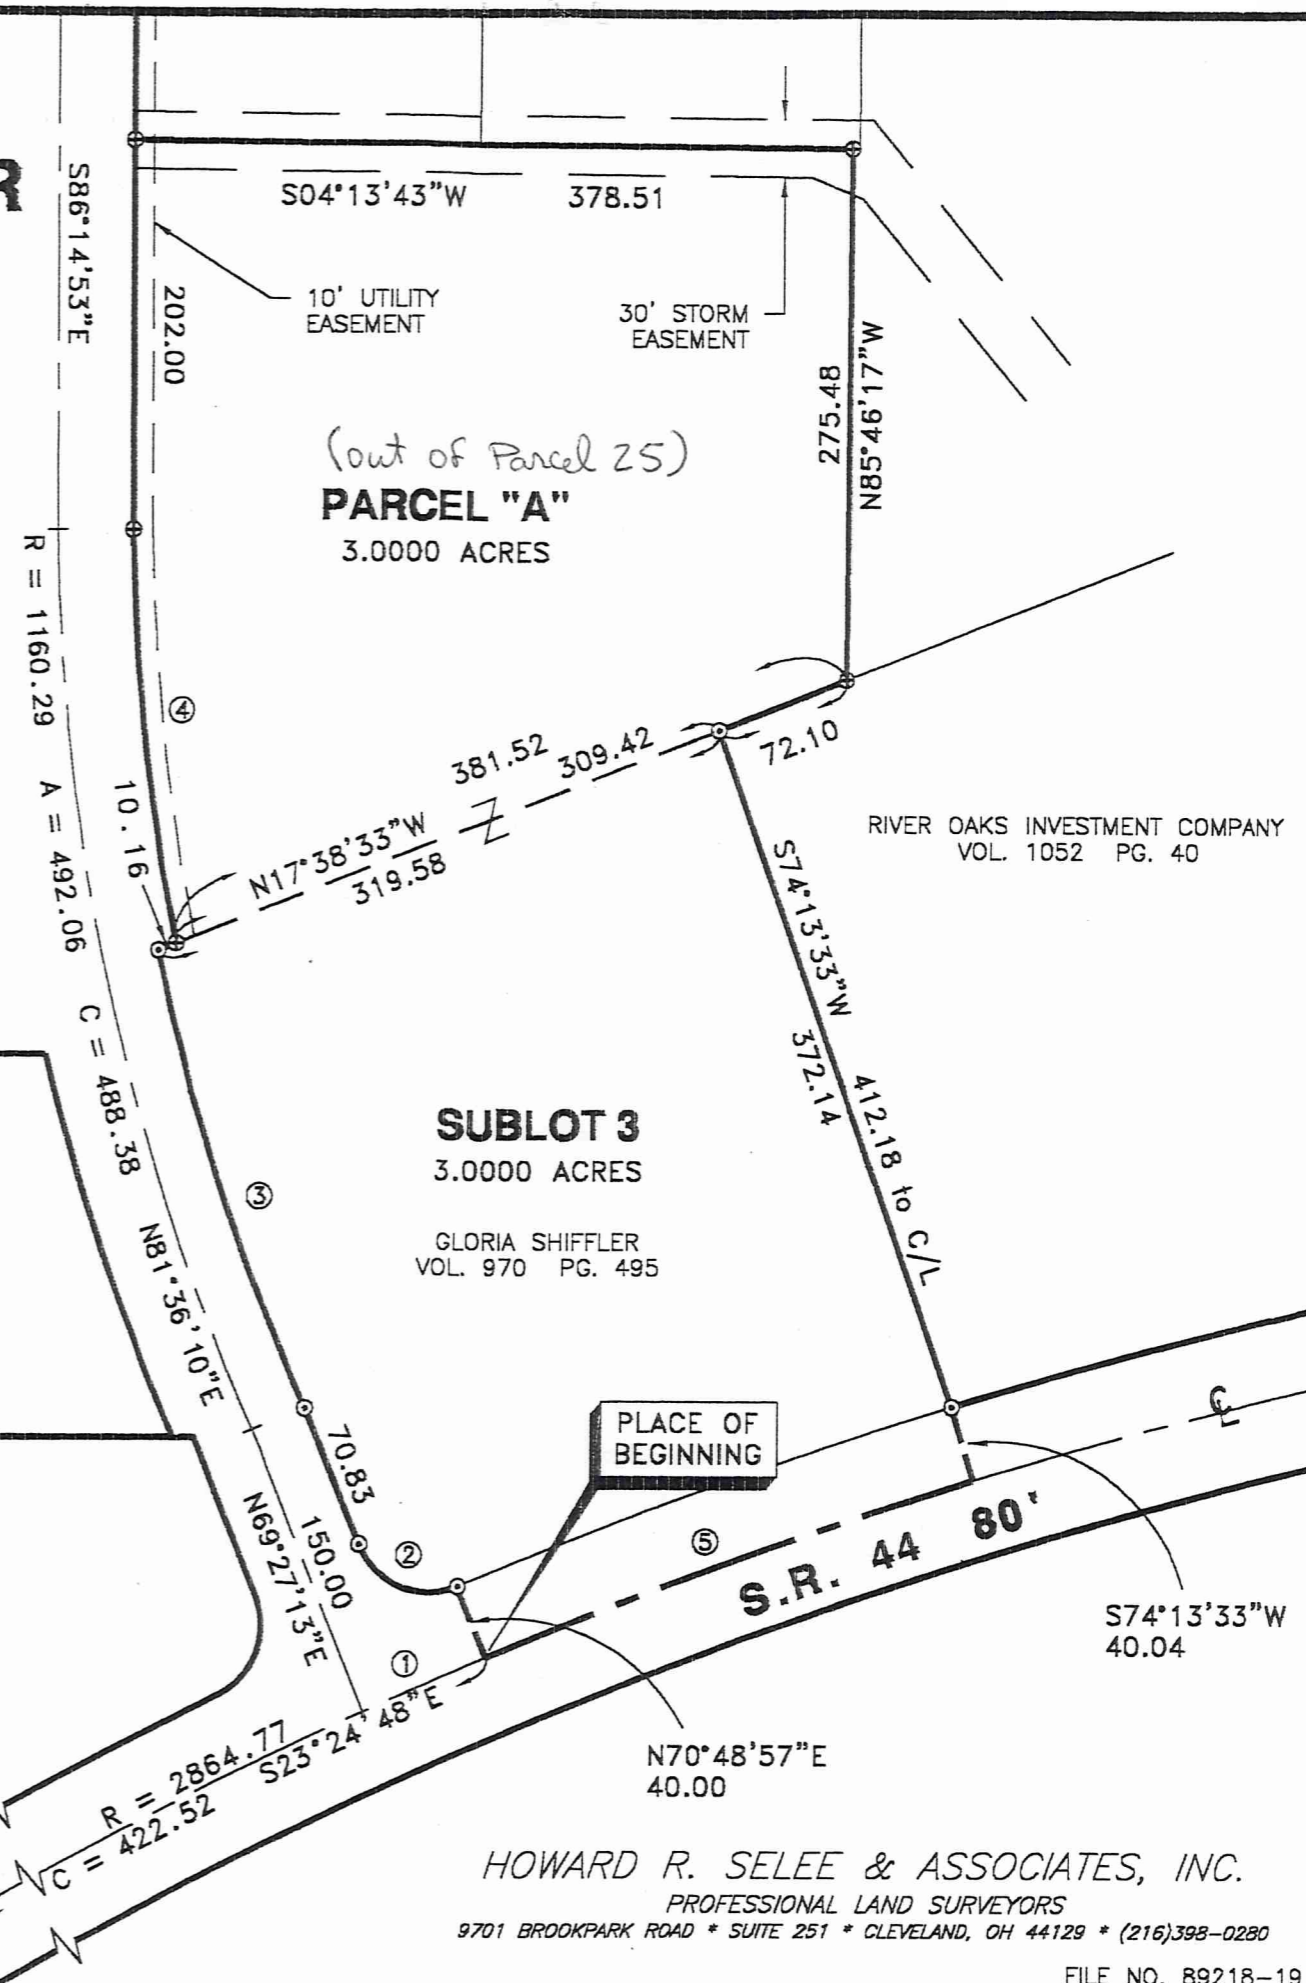 R
S86°14'53"E
S04°13'43"W 378.51
202.00
10' UTILITY
EASEMENT
30' STORM
EASEMENT
275.48
N85°46'17"W
(out of Parcel 25)
PARCEL "A"
3.0000 ACRES
R = 1160.29 A = 492.06 C = 488.38 N81°36'10"E
④
10.16
381.52
309.42
72.10
N17°38'33"W
319.58
RIVER OAKS INVESTMENT COMPANY
VOL. 1052 PG. 40
S74°13'33"W
372.14
412.18 to C/L
SUBLOT 3
3.0000 ACRES
③
GLORIA SHIFFLER
VOL. 970 PG. 495
70.83
PLACE OF
BEGINNING
C/L
150.00
N69°27'13"E
②
⑤
S.R. 44 80'
①
S74°13'33"W
40.04
N70°48'57"E
40.00
R = 2864.77
C = 422.52 S23°24'48"E
HOWARD R. SELEE & ASSOCIATES, INC.
PROFESSIONAL LAND SURVEYORS
9701 BROOKPARK ROAD * SUITE 251 * CLEVELAND, OH 44129 * (216)398-0280
FILE NO. 89218-19